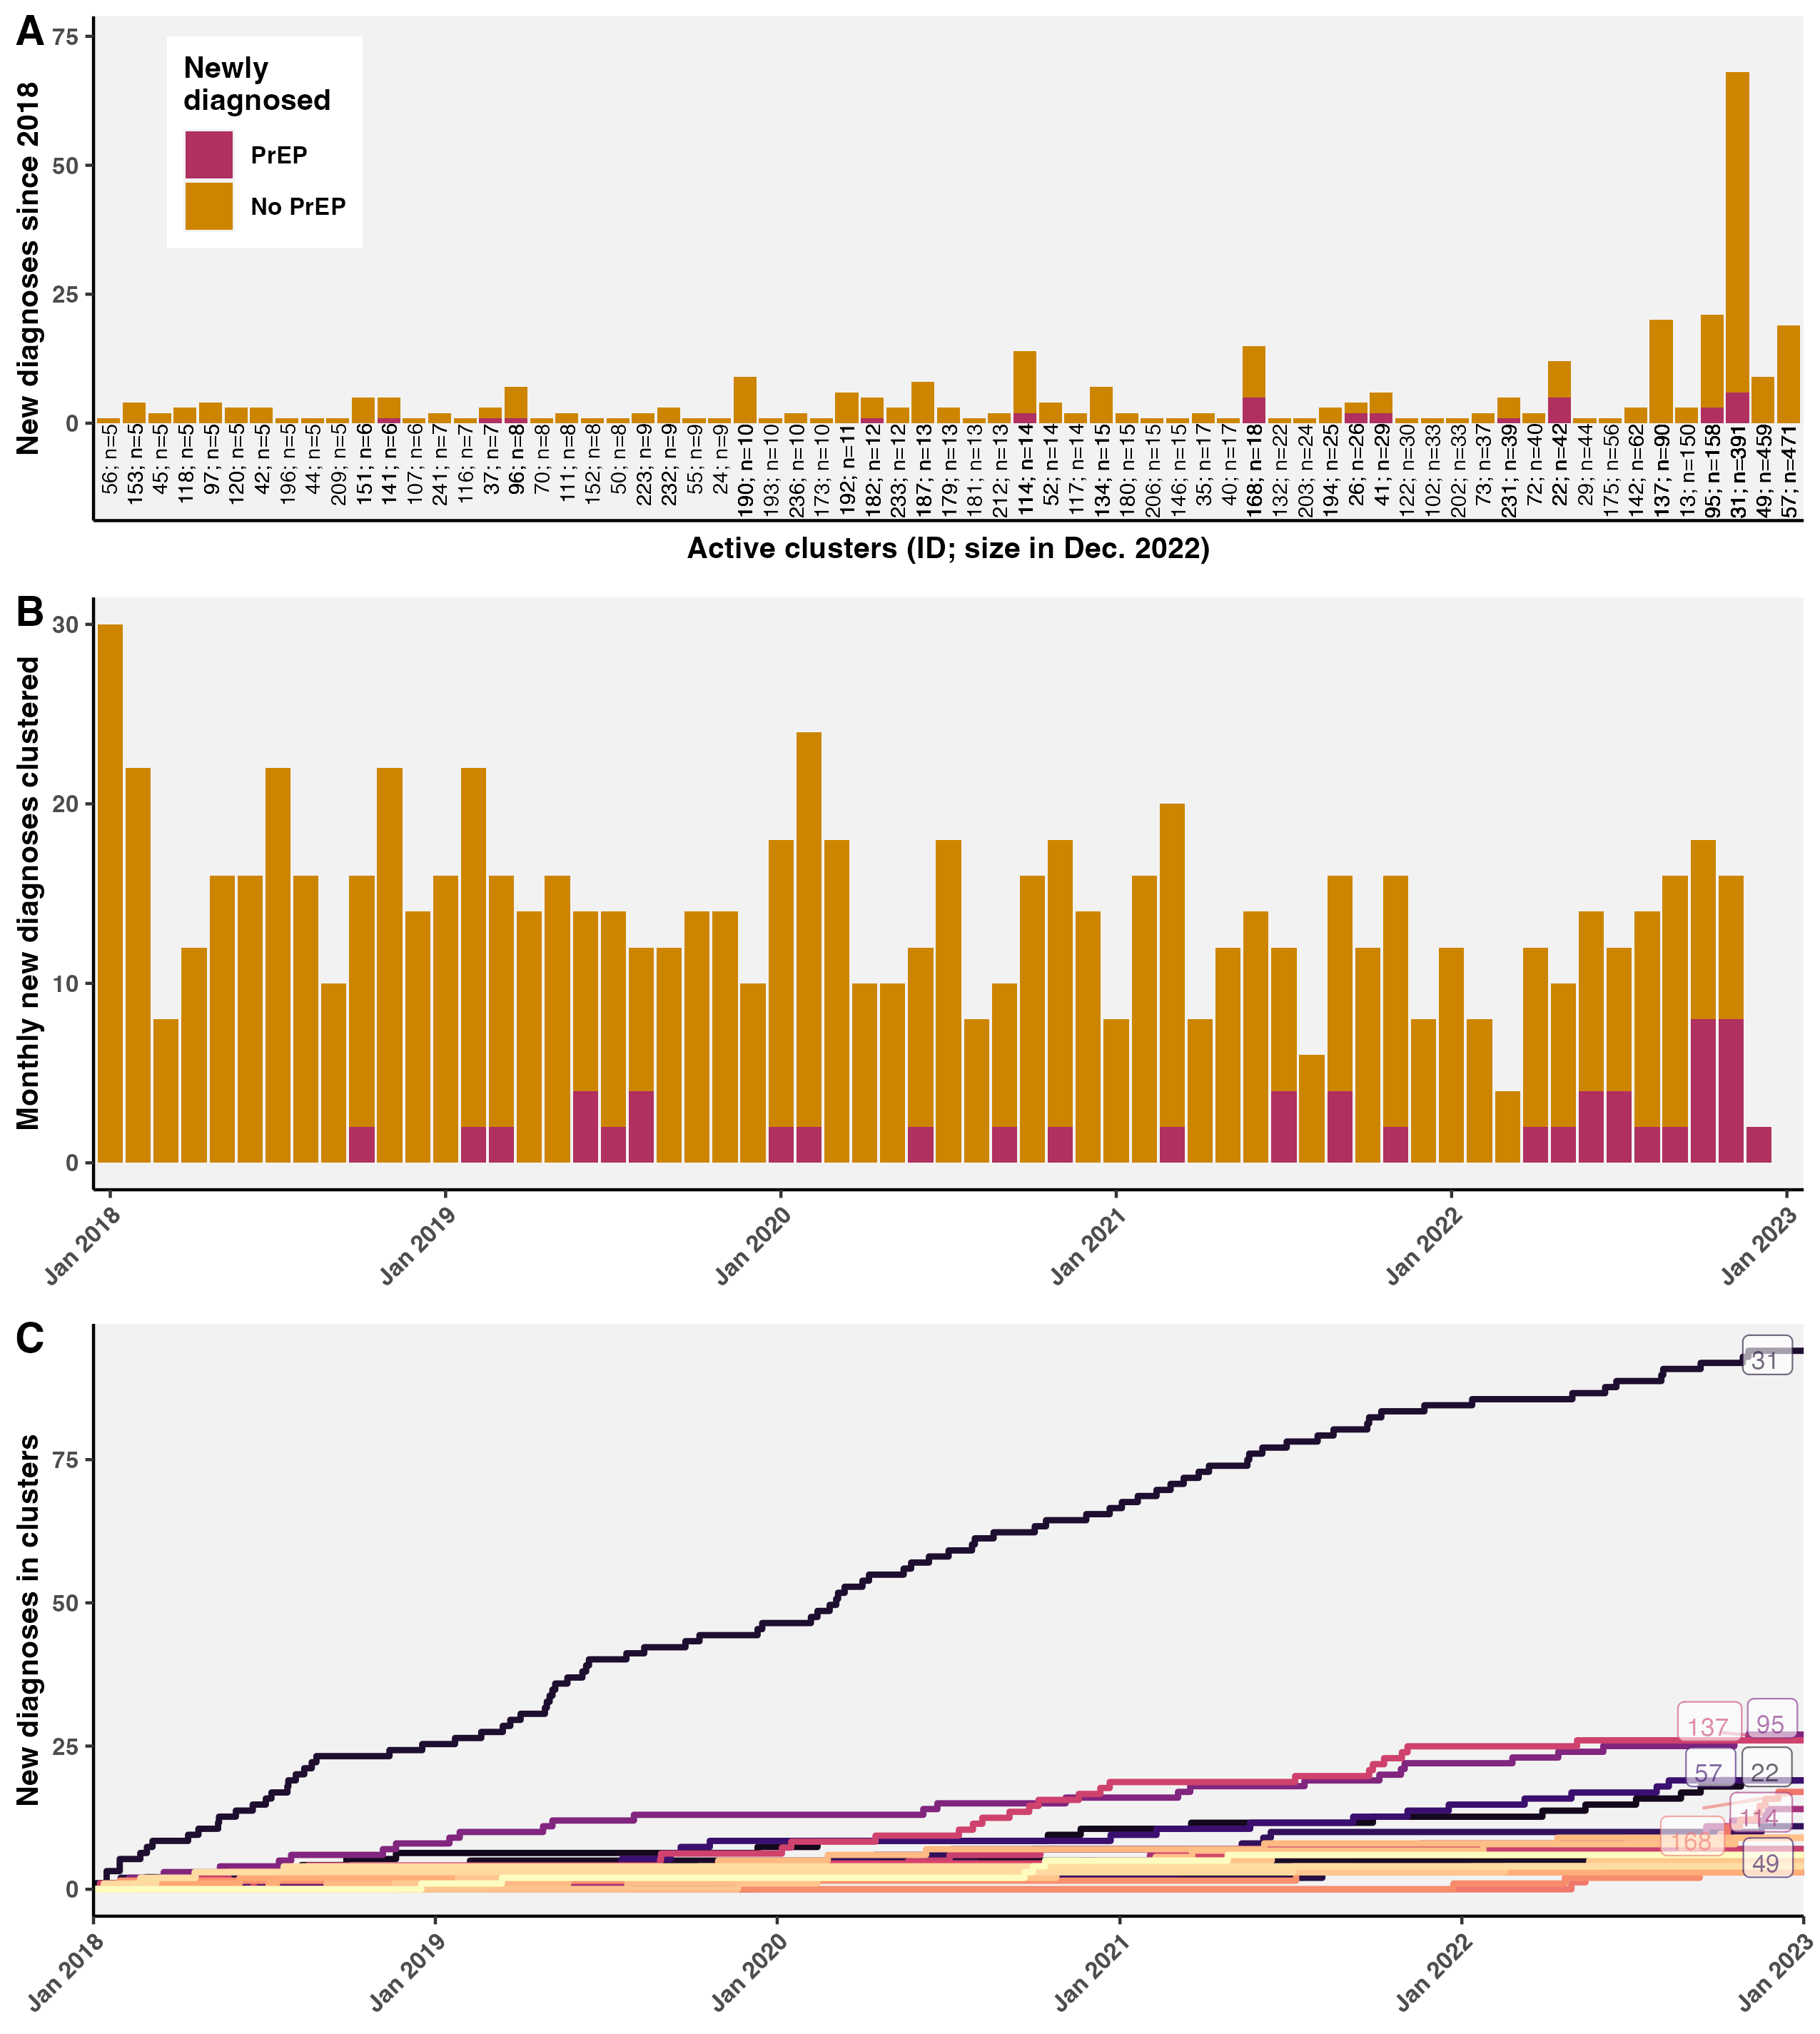 A
New diagnoses since 2018
75
50
25
0
Newly
diagnosed
PrEP
No PrEP
56; n=5
153; n=5
45; n=5
118; n=5
97; n=5
120; n=5
42; n=5
196; n=5
44; n=5
209; n=5
151; n=6
141; n=6
107; n=6
241; n=7
116; n=7
37; n=7
96; n=8
70; n=8
111; n=8
152; n=8
50; n=8
223; n=9
232; n=9
55; n=9
24; n=9
190; n=10
193; n=10
236; n=10
173; n=10
192; n=11
182; n=12
233; n=12
187; n=13
179; n=13
181; n=13
212; n=13
114; n=14
52; n=14
117; n=14
134; n=15
180; n=15
206; n=15
146; n=15
35; n=17
40; n=17
168; n=18
132; n=22
203; n=24
194; n=25
26; n=26
41; n=29
122; n=30
102; n=33
202; n=33
73; n=37
231; n=39
72; n=40
22; n=42
29; n=44
175; n=56
142; n=62
137; n=90
13; n=150
95; n=158
31; n=391
49; n=459
57; n=471
Active clusters (ID; size in Dec. 2022)
B
Monthly new diagnoses clustered
30
20
10
0
Jan 2018
Jan 2019
Jan 2020
Jan 2021
Jan 2022
Jan 2023
C
New diagnoses in clusters
75
50
25
0
31
137
95
57
22
114
168
49
Jan 2018
Jan 2019
Jan 2020
Jan 2021
Jan 2022
Jan 2023